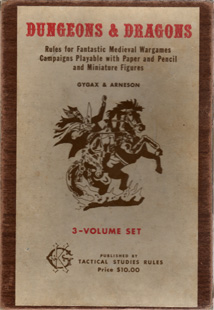 DUNGEONS & DRAGONS
Rules for Fantastic Medieval Wargames
Campaigns Playable with Paper and Pencil
and Miniature Figures
GYGAX & ARNESON
3-VOLUME SET
PUBLISHED BY
TACTICAL STUDIES RULES
Price $10.00